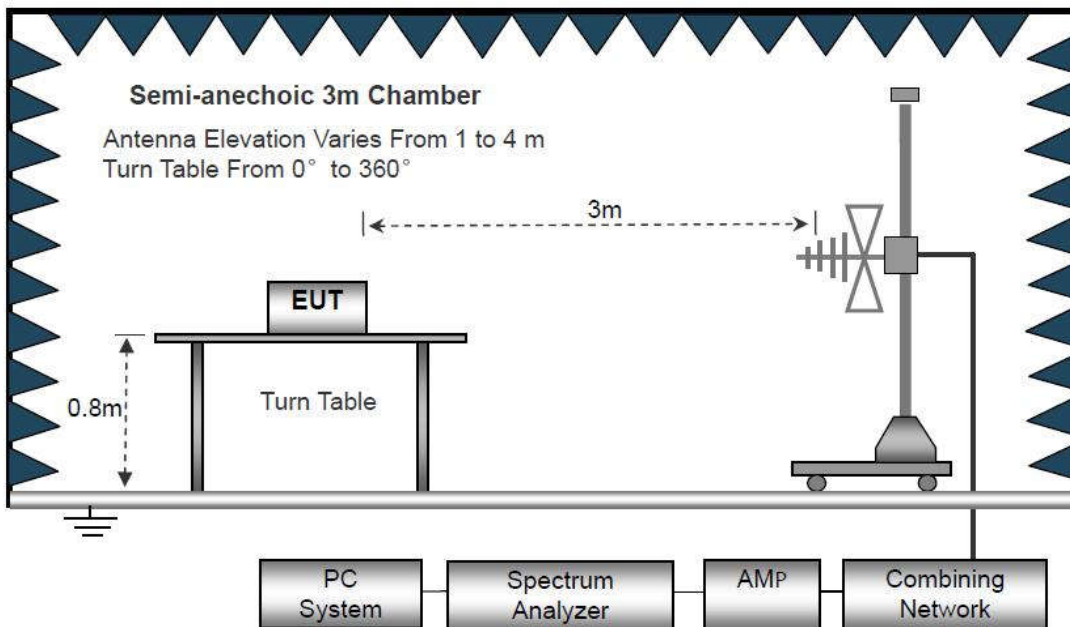 Semi-anechoic 3m Chamber
Antenna Elevation Varies From 1 to 4 m
Turn Table From 0° to 360°
3m
EUT
0.8m
Turn Table
PC
System
Spectrum
Analyzer
AMP
Combining
Network